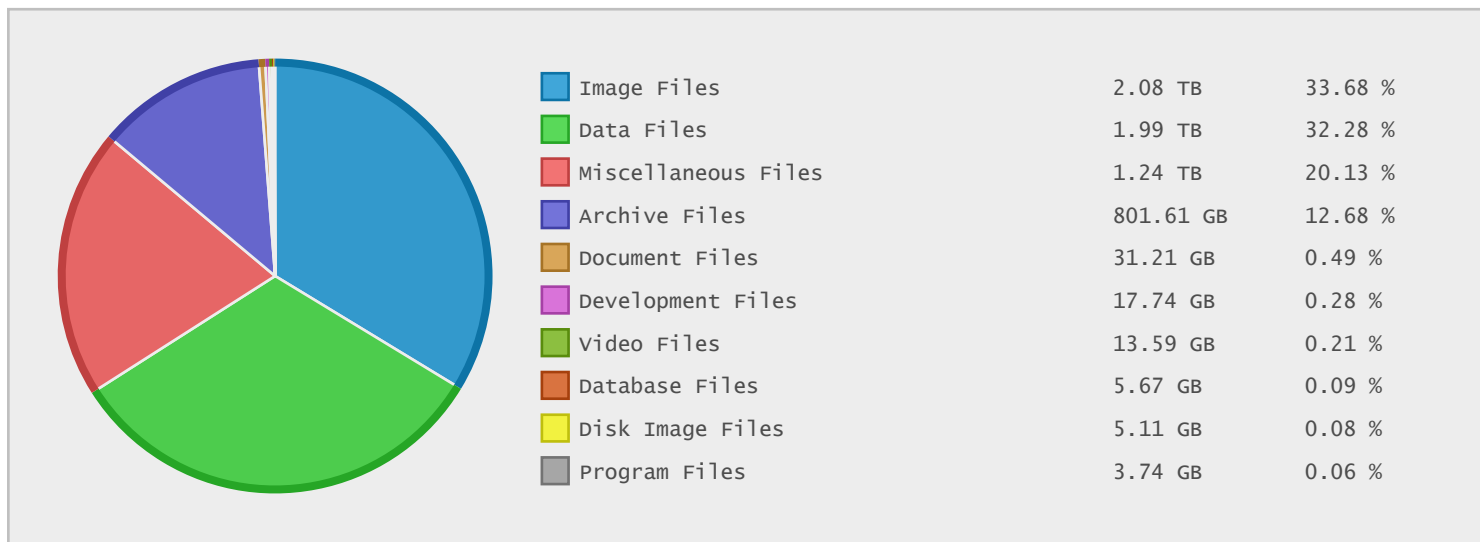 Image Files 2.08 TB 33.68 %
Data Files 1.99 TB 32.28 %
Miscellaneous Files 1.24 TB 20.13 %
Archive Files 801.61 GB 12.68 %
Document Files 31.21 GB 0.49 %
Development Files 17.74 GB 0.28 %
Video Files 13.59 GB 0.21 %
Database Files 5.67 GB 0.09 %
Disk Image Files 5.11 GB 0.08 %
Program Files 3.74 GB 0.06 %